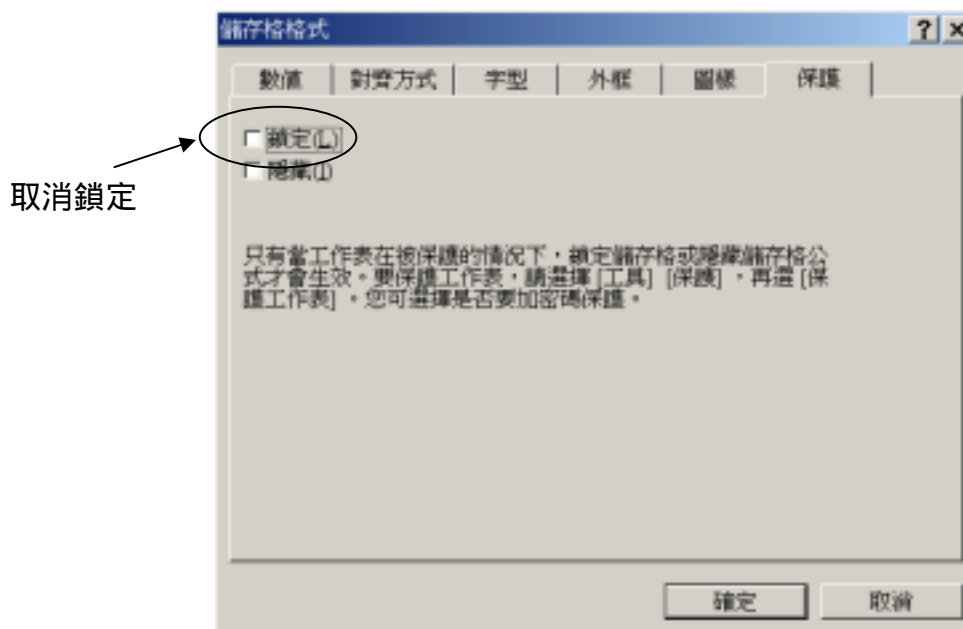 儲存格格式
數值 對齊方式 字型 外框 圖樣 保護
鎖定(L)
隱藏(I)
取消鎖定
只有當工作表在被保護的情況下，鎖定儲存格或隱藏儲存格公
式才會生效。要保護工作表，請選擇 [工具] [保護] ，再選 [保
護工作表] 。您可選擇是否要加密碼保護。
確定 取消